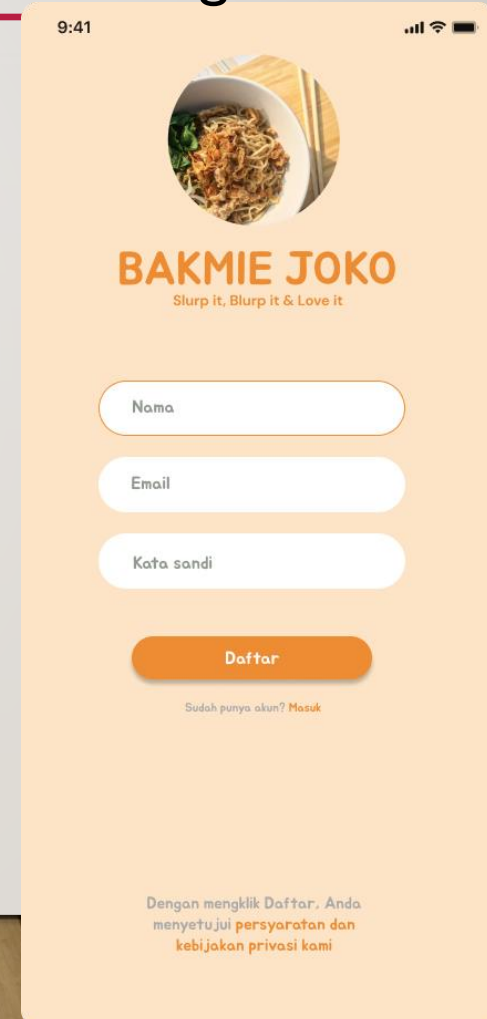 9:41
BAKMIE JOKO
Slurp it, Blurp it & Love it
Nama
Email
Kata sandi
Daftar
Sudah punya akun? Masuk
Dengan mengklik Daftar, Anda
menyetujui persyaratan dan
kebijakan privasi kami